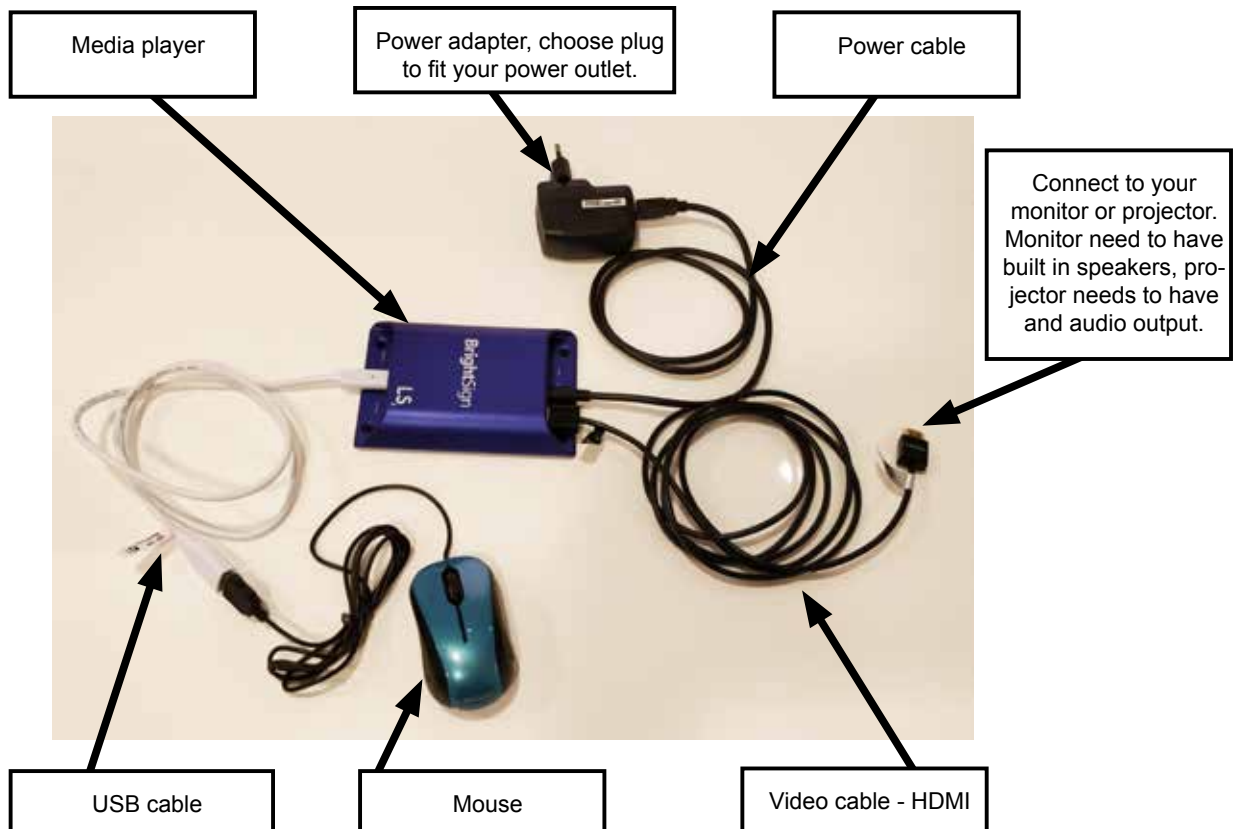 Media player
Power adapter, choose plug
to fit your power outlet.
Power cable
Connect to your
monitor or projector.
Monitor need to have
built in speakers, pro-
jector needs to have
and audio output.
BrightSign
LS
USB cable
Mouse
Video cable - HDMI